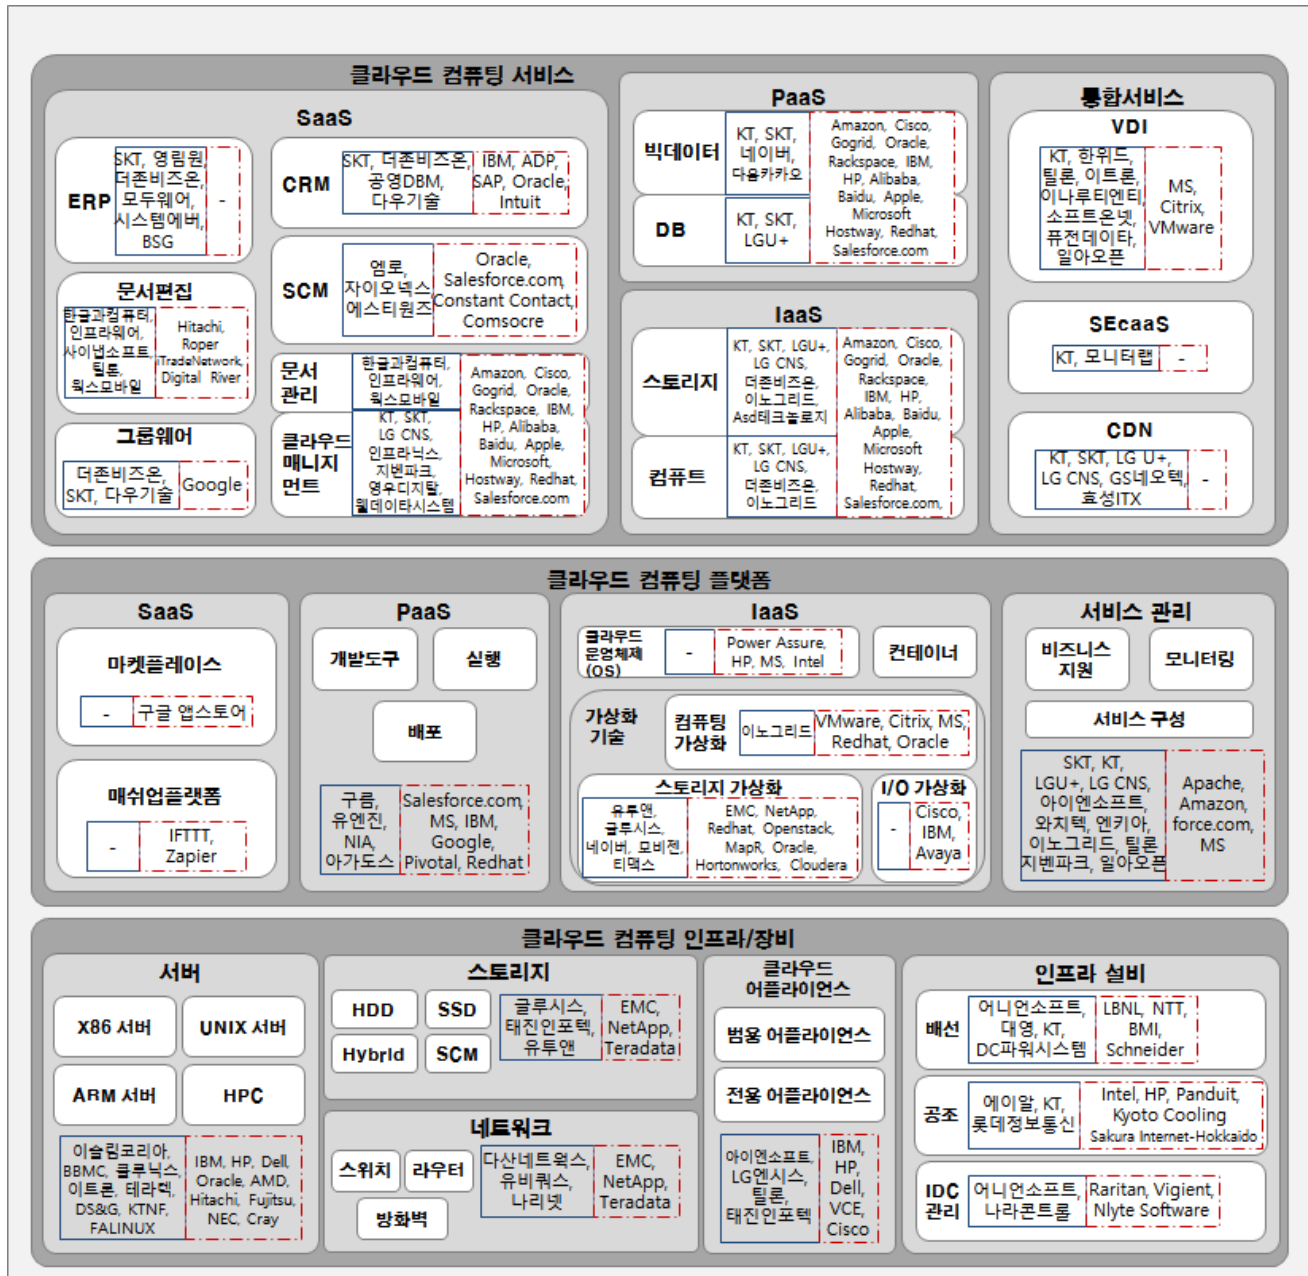 클라우드 컴퓨팅 서비스
SaaS
ERP
SKT, 영림원,
더존비즈온,
모두웨어,
시스템에버,
BSG
-
CRM
SKT, 더존비즈온,
공영DBM,
다우기술
IBM, ADP,
SAP, Oracle,
Intuit
SCM
엠로,
자이오넥스,
에스티원즈
Oracle,
Salesforce.com,
Constant Contact,
Comsocre
문서편집
한글과컴퓨터,
인프라웨어,
사이냅소프트,
틸론,
웍스모바일
Hitachi,
Roper
iTradeNetwork,
Digital River
문서
관리
한글과컴퓨터,
인프라웨어,
웍스모바일
클라우드
매니지
먼트
KT, SKT,
LG CNS,
인프라닉스,
지벤파크,
영우디지탈,
웰데이타시스템
Amazon, Cisco,
Gogrid, Oracle,
Rackspace, IBM,
HP, Alibaba,
Baidu, Apple,
Microsoft,
Hostway, Redhat,
Salesforce.com
그룹웨어
더존비즈온,
SKT, 다우기술
Google
PaaS
빅데이터
KT, SKT,
네이버,
다음카카오
DB
KT, SKT,
LGU+
Amazon, Cisco,
Gogrid, Oracle,
Rackspace, IBM,
HP, Alibaba,
Baidu, Apple,
Microsoft
Hostway, Redhat,
Salesforce.com
IaaS
스토리지
KT, SKT, LGU+,
LG CNS,
더존비즈온,
이노그리드,
Asd테크놀로지
컴퓨트
KT, SKT, LGU+,
LG CNS,
더존비즈온,
이노그리드
Amazon, Cisco,
Gogrid, Oracle,
Rackspace,
IBM, HP,
Alibaba, Baidu,
Apple,
Microsoft
Hostway,
Redhat,
Salesforce.com,
통합서비스
VDI
KT, 한위드,
틸론, 이트론,
이나루티엔티,
소프트온넷,
퓨전데이타,
일아오픈
MS,
Citrix,
VMware
SEcaaS
KT, 모니터랩
-
CDN
KT, SKT, LG U+,
LG CNS, GS네오텍,
효성ITX
-
클라우드 컴퓨팅 플랫폼
SaaS
마켓플레이스
-
구글 앱스토어
매쉬업플랫폼
-
IFTTT,
Zapier
PaaS
개발도구
실행
배포
구름,
유엔진,
NIA,
아가도스
Salesforce.com,
MS, IBM,
Google,
Pivotal, Redhat
IaaS
클라우드
운영체제
(OS)
-
Power Assure,
HP, MS, Intel
컨테이너
가상화
기술
컴퓨팅
가상화
이노그리드
VMware, Citrix, MS,
Redhat, Oracle
스토리지 가상화
유투앤,
글루시스,
네이버, 모비젠,
티맥스
EMC, NetApp,
Redhat, Openstack,
MapR, Oracle,
Hortonworks, Cloudera
I/O 가상화
-
Cisco,
IBM,
Avaya
서비스 관리
비즈니스
지원
모니터링
서비스 구성
SKT, KT,
LGU+, LG CNS,
아이엔소프트,
와치텍, 엔키아,
이노그리드, 틸론
지벤파크, 일아오픈
Apache,
Amazon,
force.com,
MS
클라우드 컴퓨팅 인프라/장비
서버
X86 서버
UNIX 서버
ARM 서버
HPC
이슬림코리아,
BBMC, 클루닉스,
이트론, 테라텍,
DS&G, KTNF,
FALINUX
IBM, HP, Dell,
Oracle, AMD,
Hitachi, Fujitsu,
NEC, Cray
스토리지
HDD
SSD
Hybrid
SCM
글루시스,
태진인포텍,
유투앤
EMC,
NetApp,
Teradata
네트워크
스위치
라우터
방화벽
다산네트웍스,
유비쿼스,
나리넷
EMC,
NetApp,
Teradata
클라우드
어플라이언스
범용 어플라이언스
전용 어플라이언스
아이엔소프트,
LG엔시스,
틸론,
태진인포텍
IBM,
HP,
Dell,
VCE,
Cisco
인프라 설비
배선
어니언소프트,
대영, KT,
DC파워시스템
LBNL, NTT,
BMI,
Schneider
공조
에이알, KT,
롯데정보통신
Intel, HP, Panduit,
Kyoto Cooling
Sakura Internet-Hokkaido
IDC
관리
어니언소프트,
나라콘트롤
Raritan, Vigient,
Nlyte Software